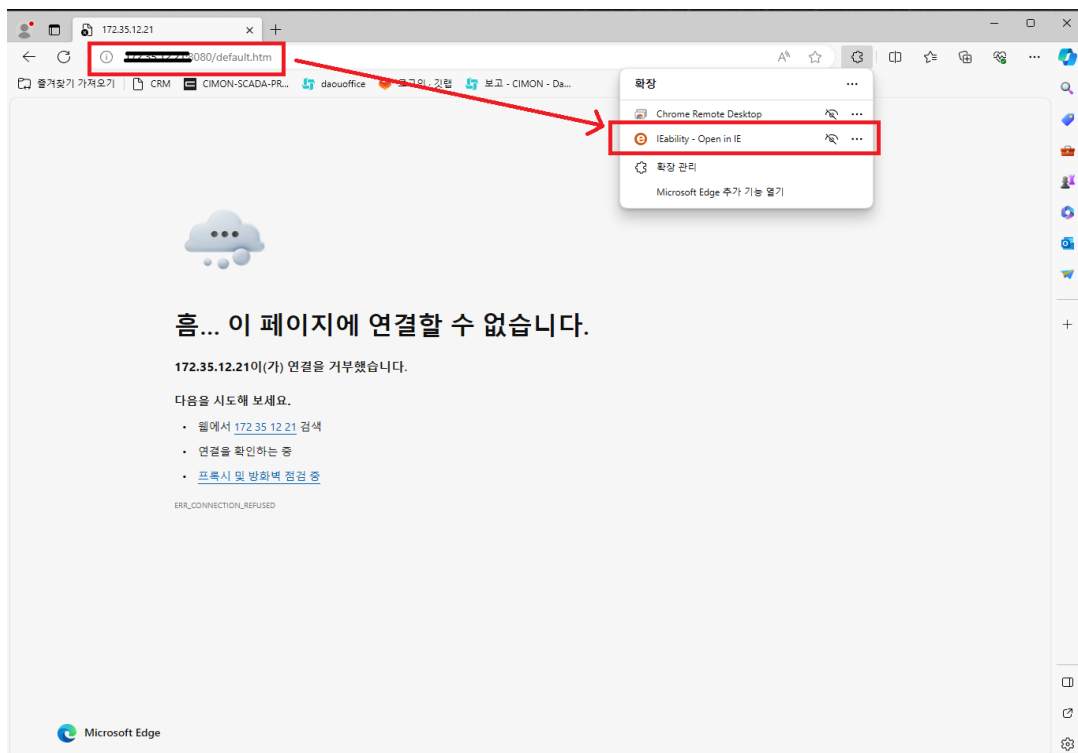 172.35.12.21
:8080/default.htm
즐겨찾기 가져오기
CRM
CIMON-SCADA-PR...
daouoffice
깃랩
보고 - CIMON - Da...
확장
Chrome Remote Desktop
IEability - Open in IE
확장 관리
Microsoft Edge 추가 기능 열기
흠... 이 페이지에 연결할 수 없습니다.
172.35.12.21이(가) 연결을 거부했습니다.
다음을 시도해 보세요.
• 웹에서 172 35 12 21 검색
• 연결을 확인하는 중
• 프록시 및 방화벽 점검 중
ERR_CONNECTION_REFUSED
Microsoft Edge